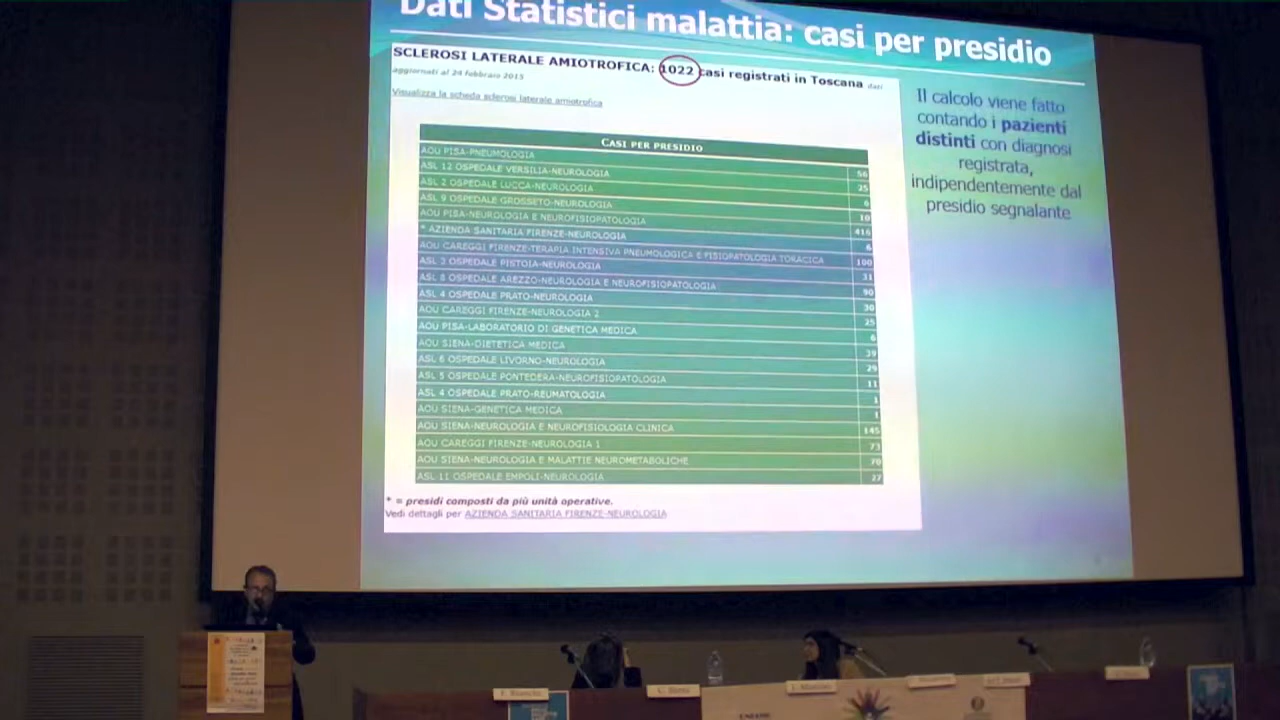 Dati Statistici malattia: casi per presidio
SCLEROSI LATERALE AMIOTROFICA: 1022 casi registrati in Toscana dati
aggiornati al 24 febbraio 2015
Visualizza la scheda sclerosi laterale amiotrofica
CASI PER PRESIDIO
AOU PISA-PNEUMOLOGIA 56
ASL 12 OSPEDALE VERSILIA-NEUROLOGIA 25
ASL 2 OSPEDALE LUCCA-NEUROLOGIA 6
ASL 9 OSPEDALE GROSSETO-NEUROLOGIA 10
AOU PISA-NEUROLOGIA E NEUROFISIOPATOLOGIA 416
* AZIENDA SANITARIA FIRENZE-NEUROLOGIA 6
AOU CAREGGI FIRENZE-TERAPIA INTENSIVA PNEUMOLOGICA E FISIOPATOLOGIA TORACICA 100
ASL 3 OSPEDALE PISTOIA-NEUROLOGIA 31
ASL 8 OSPEDALE AREZZO-NEUROLOGIA E NEUROFISIOPATOLOGIA 90
ASL 4 OSPEDALE PRATO-NEUROLOGIA 30
AOU CAREGGI FIRENZE-NEUROLOGIA 2 25
AOU PISA-LABORATORIO DI GENETICA MEDICA 6
AOU SIENA-DIETETICA MEDICA 39
ASL 6 OSPEDALE LIVORNO-NEUROLOGIA 29
ASL 5 OSPEDALE PONTEDERA-NEUROFISIOPATOLOGIA 11
ASL 4 OSPEDALE PRATO-REUMATOLOGIA 1
AOU SIENA-GENETICA MEDICA 1
AOU SIENA-NEUROLOGIA E NEUROFISIOLOGIA CLINICA 145
AOU CAREGGI FIRENZE-NEUROLOGIA 1 73
AOU SIENA-NEUROLOGIA E MALATTIE NEUROMETABOLICHE 70
ASL 11 OSPEDALE EMPOLI-NEUROLOGIA 27
* = presidi composti da più unità operative.
Vedi dettagli per AZIENDA SANITARIA FIRENZE-NEUROLOGIA
Il calcolo viene fatto
contando i pazienti
distinti con diagnosi
registrata,
indipendentemente dal
presidio segnalante